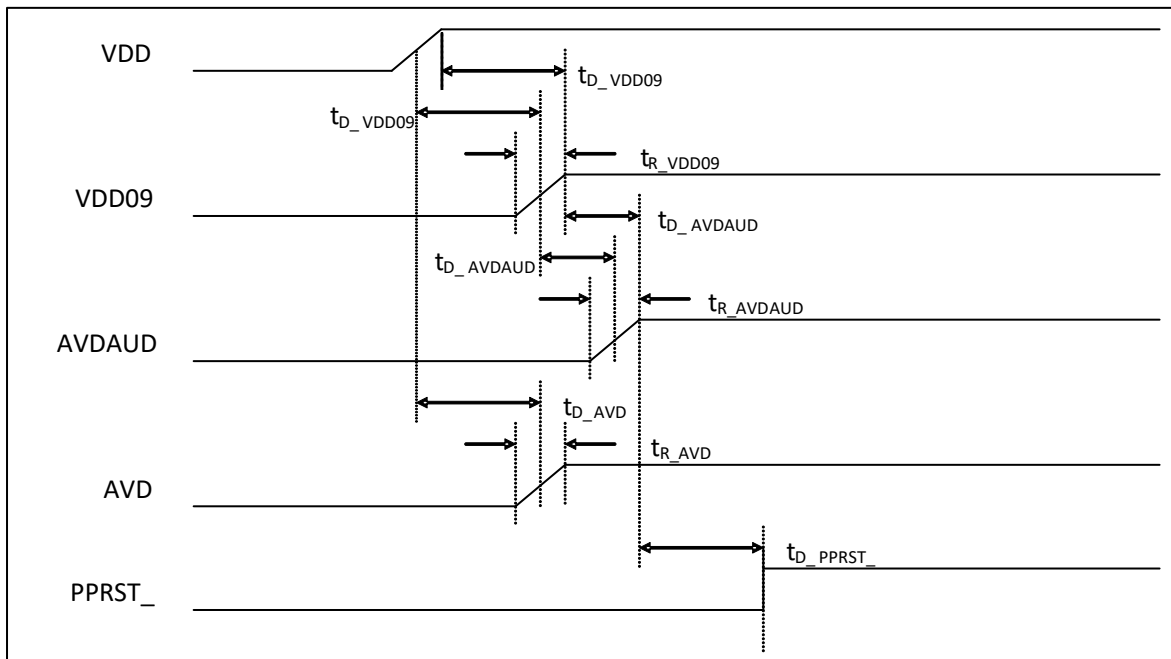 VDD
tD_VDD09
tD_VDD09
tR_VDD09
VDD09
tD_AVDAUD
tD_AVDAUD
tR_AVDAUD
AVDAUD
tD_AVD
tR_AVD
AVD
tD_PPRST_
PPRST_